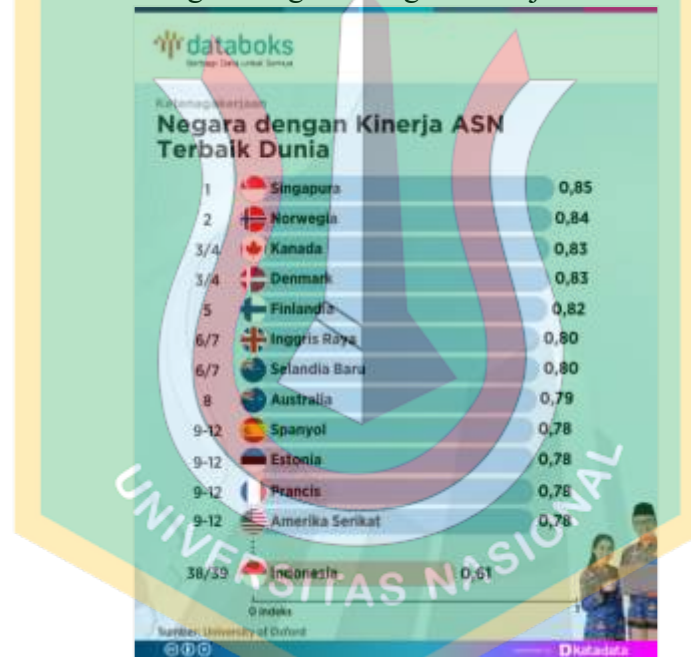 databoks
Ketenagakerjaan
Negara dengan Kinerja ASN
Terbaik Dunia
1 Singapura 0,85
2 Norwegia 0,84
3/4 Kanada 0,83
3/4 Denmark 0,83
5 Finlandia 0,82
6/7 Inggris Raya 0,80
6/7 Selandia Baru 0,80
8 Australia 0,79
9-12 Spanyol 0,78
9-12 Estonia 0,78
9-12 Prancis 0,78
9-12 Amerika Serikat 0,78
38/39 Indonesia 0,61
0 indeks 1
Sumber: University of Oxford
katadata
UNIVERSITAS NASIONAL